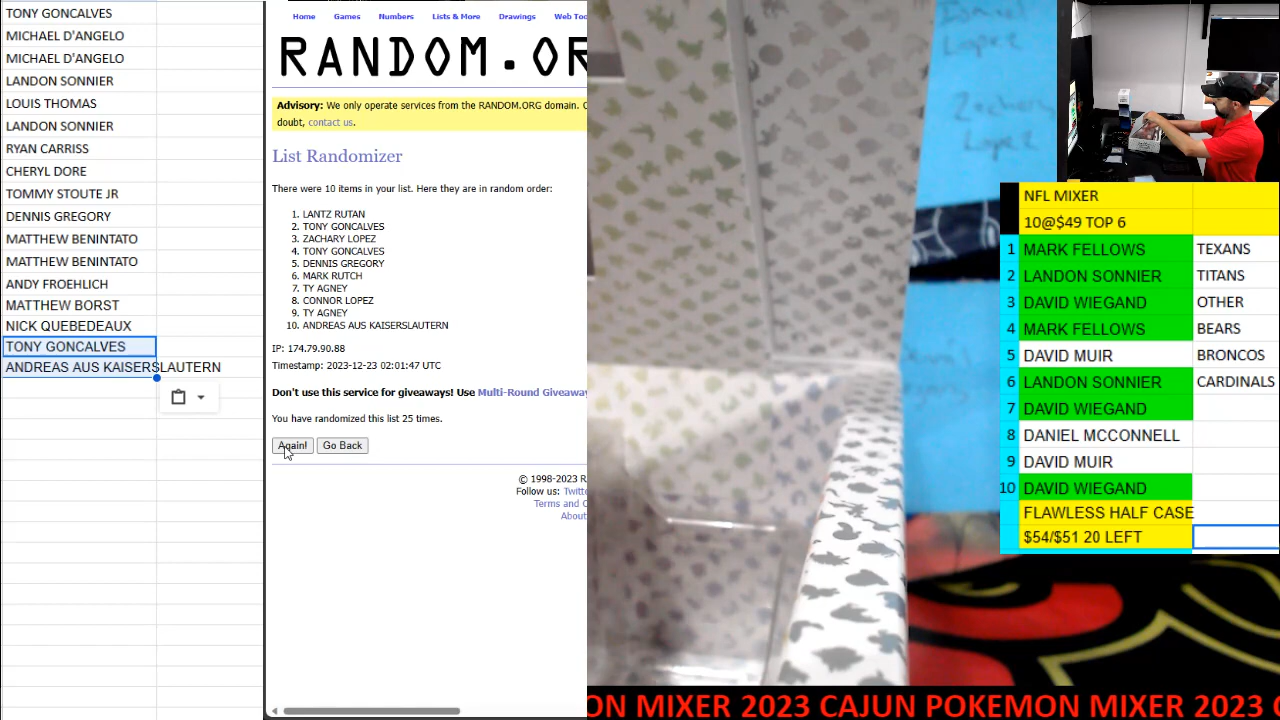 TONY GONCALVES
MICHAEL D'ANGELO
MICHAEL D'ANGELO
LANDON SONNIER
LOUIS THOMAS
LANDON SONNIER
RYAN CARRISS
CHERYL DORE
TOMMY STOUTE JR
DENNIS GREGORY
MATTHEW BENINTATO
MATTHEW BENINTATO
ANDY FROEHLICH
MATTHEW BORST
NICK QUEBEDEAUX
TONY GONCALVES
ANDREAS AUS KAISERSLAUTERN
Home Games Numbers Lists & More Drawings Web Too
RANDOM.OR
Advisory: We only operate services from the RANDOM.ORG domain.
doubt, contact us.
List Randomizer
There were 10 items in your list. Here they are in random order:
1. LANTZ RUTAN
2. TONY GONCALVES
3. ZACHARY LOPEZ
4. TONY GONCALVES
5. DENNIS GREGORY
6. MARK RUTCH
7. TY AGNEY
8. CONNOR LOPEZ
9. TY AGNEY
10. ANDREAS AUS KAISERSLAUTERN
IP: 174.79.90.88
Timestamp: 2023-12-23 02:01:47 UTC
Don't use this service for giveaways! Use Multi-Round Giveaway
You have randomized this list 25 times.
Again! Go Back
© 1998-2023 R
Follow us: Twitte
Terms and C
About
Lopez
Zachary
Lopez
NFL MIXER
10@$49 TOP 6
1 MARK FELLOWS TEXANS
2 LANDON SONNIER TITANS
3 DAVID WIEGAND OTHER
4 MARK FELLOWS BEARS
5 DAVID MUIR BRONCOS
6 LANDON SONNIER CARDINALS
7 DAVID WIEGAND
8 DANIEL MCCONNELL
9 DAVID MUIR
10 DAVID WIEGAND
FLAWLESS HALF CASE
$54/$51 20 LEFT
ON MIXER 2023 CAJUN POKEMON MIXER 2023